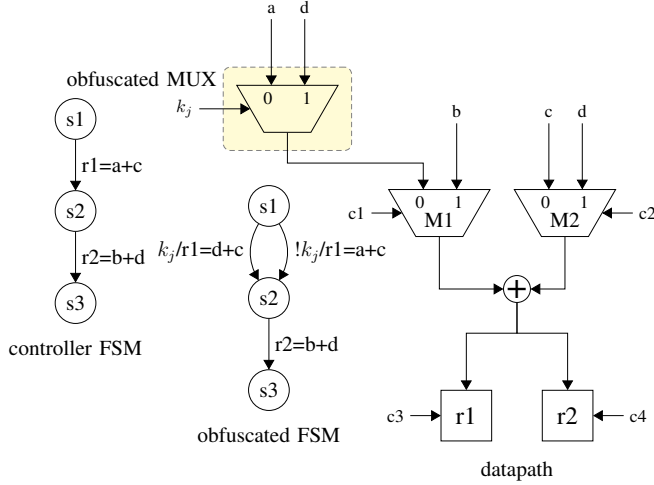 a
d
obfuscated MUX
0
1
k_j
s1
b
c
d
r1=a+c
s1
0
1
0
1
c1
M1
M2
c2
s2
k_j/r1=d+c
!k_j/r1=a+c
r2=b+d
s2
+
s3
r2=b+d
controller FSM
s3
c3
r1
r2
c4
obfuscated FSM
datapath